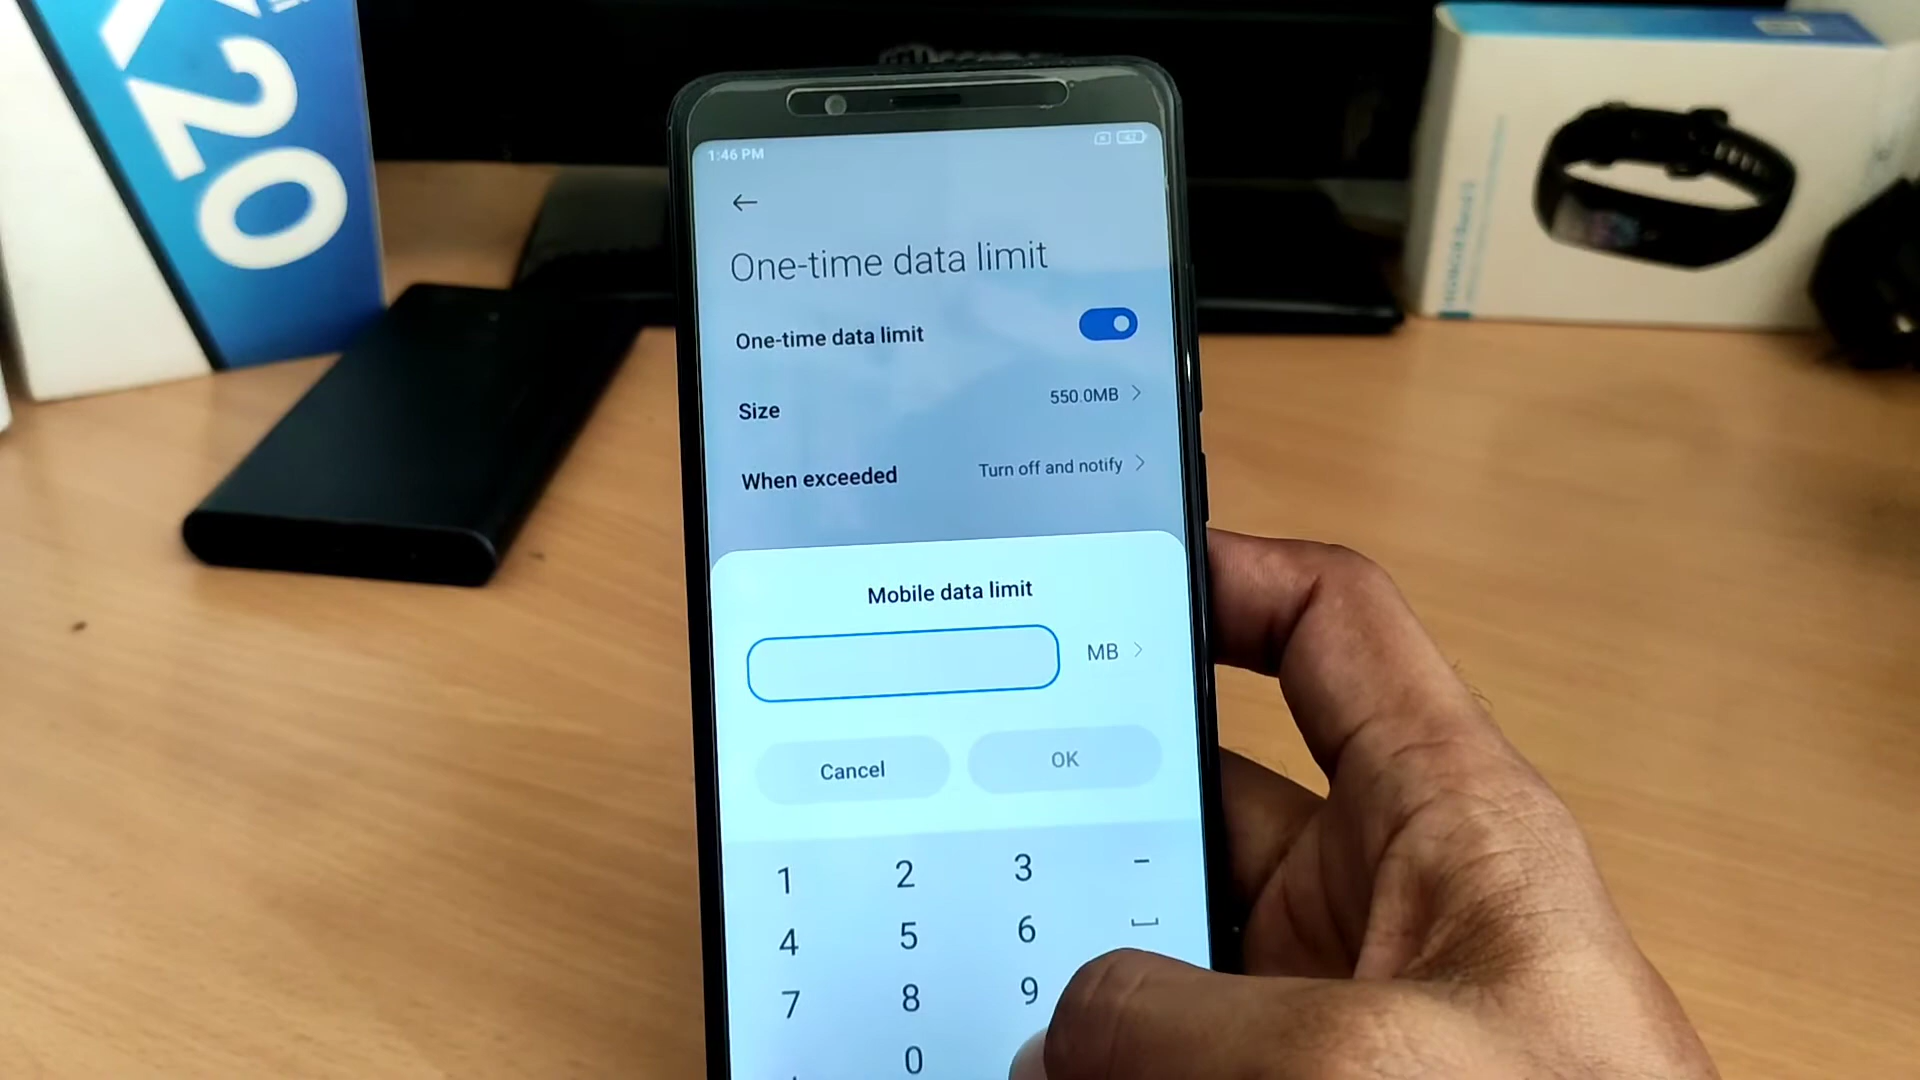 K20
1:46 PM
One-time data limit
One-time data limit
Size
550.0MB
When exceeded
Turn off and notify
Mobile data limit
MB
Cancel
OK
1 2 3 -
4 5 6
7 8 9
0